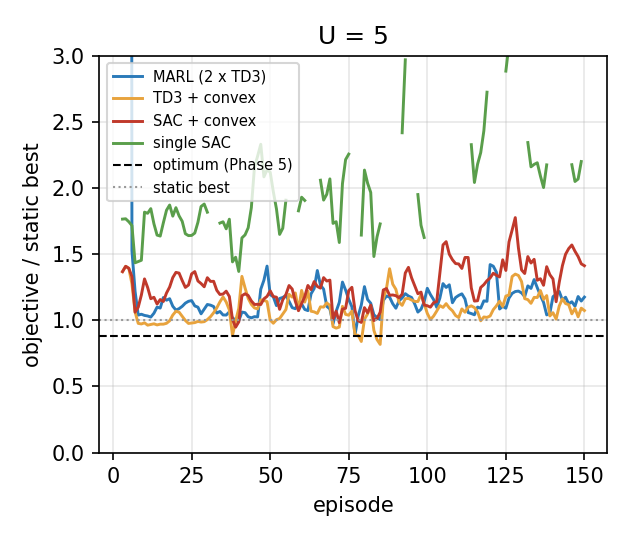 U = 5
objective / static best
3.0
2.5
2.0
1.5
1.0
0.5
0.0
MARL (2 x TD3)
TD3 + convex
SAC + convex
single SAC
optimum (Phase 5)
static best
0 25 50 75 100 125 150
episode